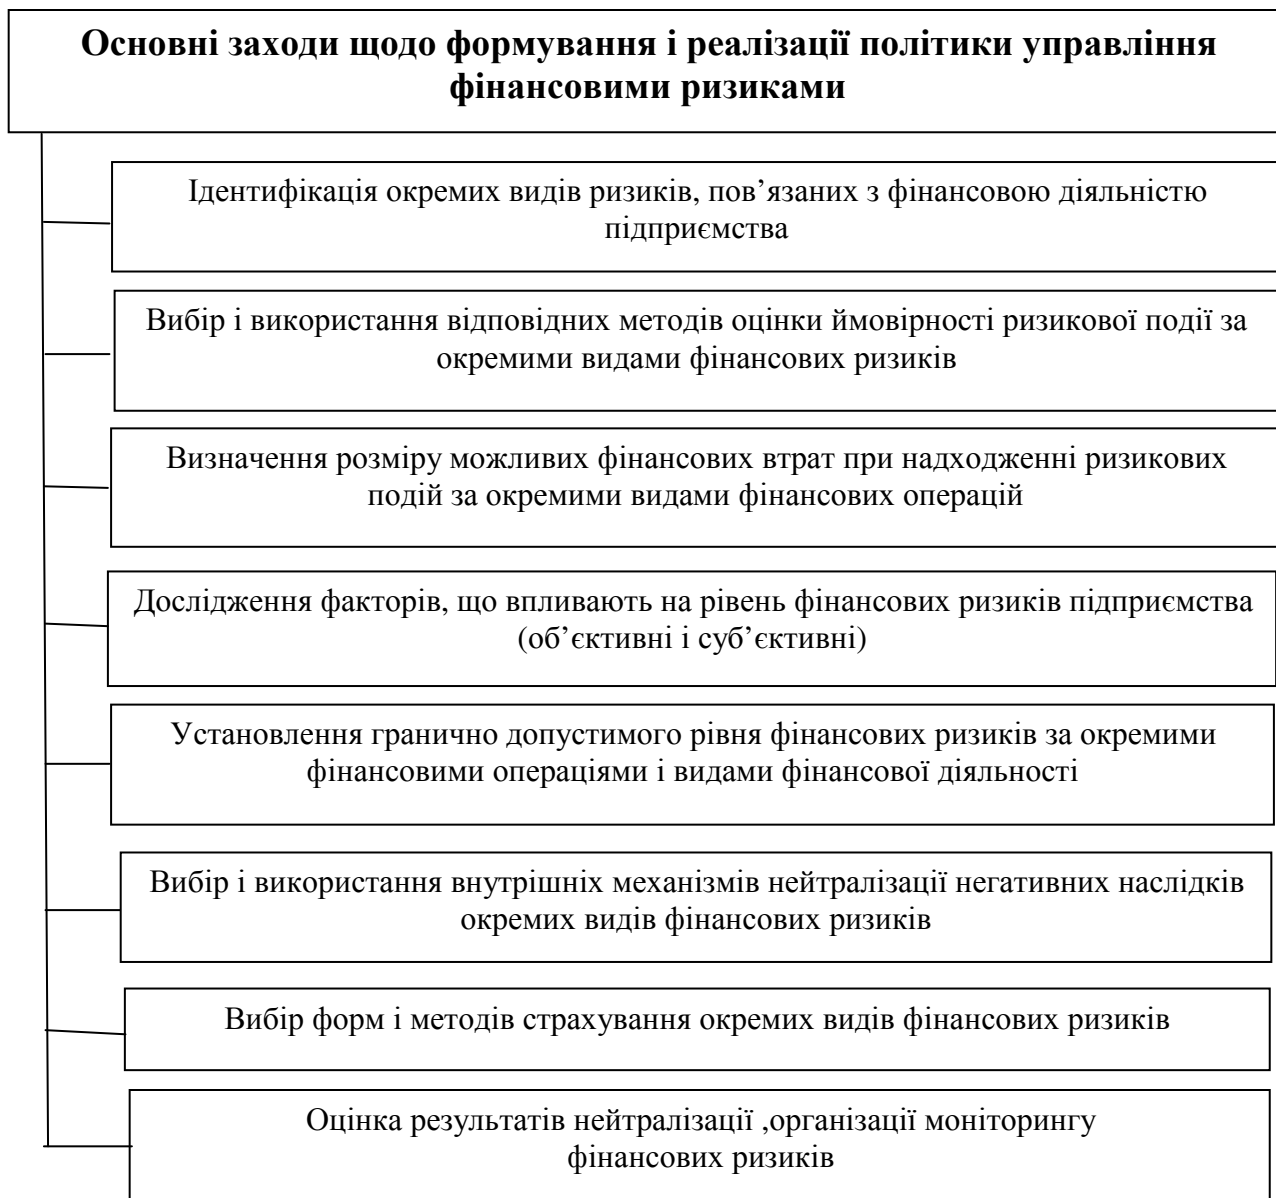 Основні заходи щодо формування і реалізації політики управління
фінансовими ризиками
Ідентифікація окремих видів ризиків, пов’язаних з фінансовою діяльністю
підприємства
Вибір і використання відповідних методів оцінки ймовірності ризикової події за
окремими видами фінансових ризиків
Визначення розміру можливих фінансових втрат при надходженні ризикових
подій за окремими видами фінансових операцій
Дослідження факторів, що впливають на рівень фінансових ризиків підприємства
(об’єктивні і суб’єктивні)
Установлення гранично допустимого рівня фінансових ризиків за окремими
фінансовими операціями і видами фінансової діяльності
Вибір і використання внутрішніх механізмів нейтралізації негативних наслідків
окремих видів фінансових ризиків
Вибір форм і методів страхування окремих видів фінансових ризиків
Оцінка результатів нейтралізації ,організації моніторингу
фінансових ризиків